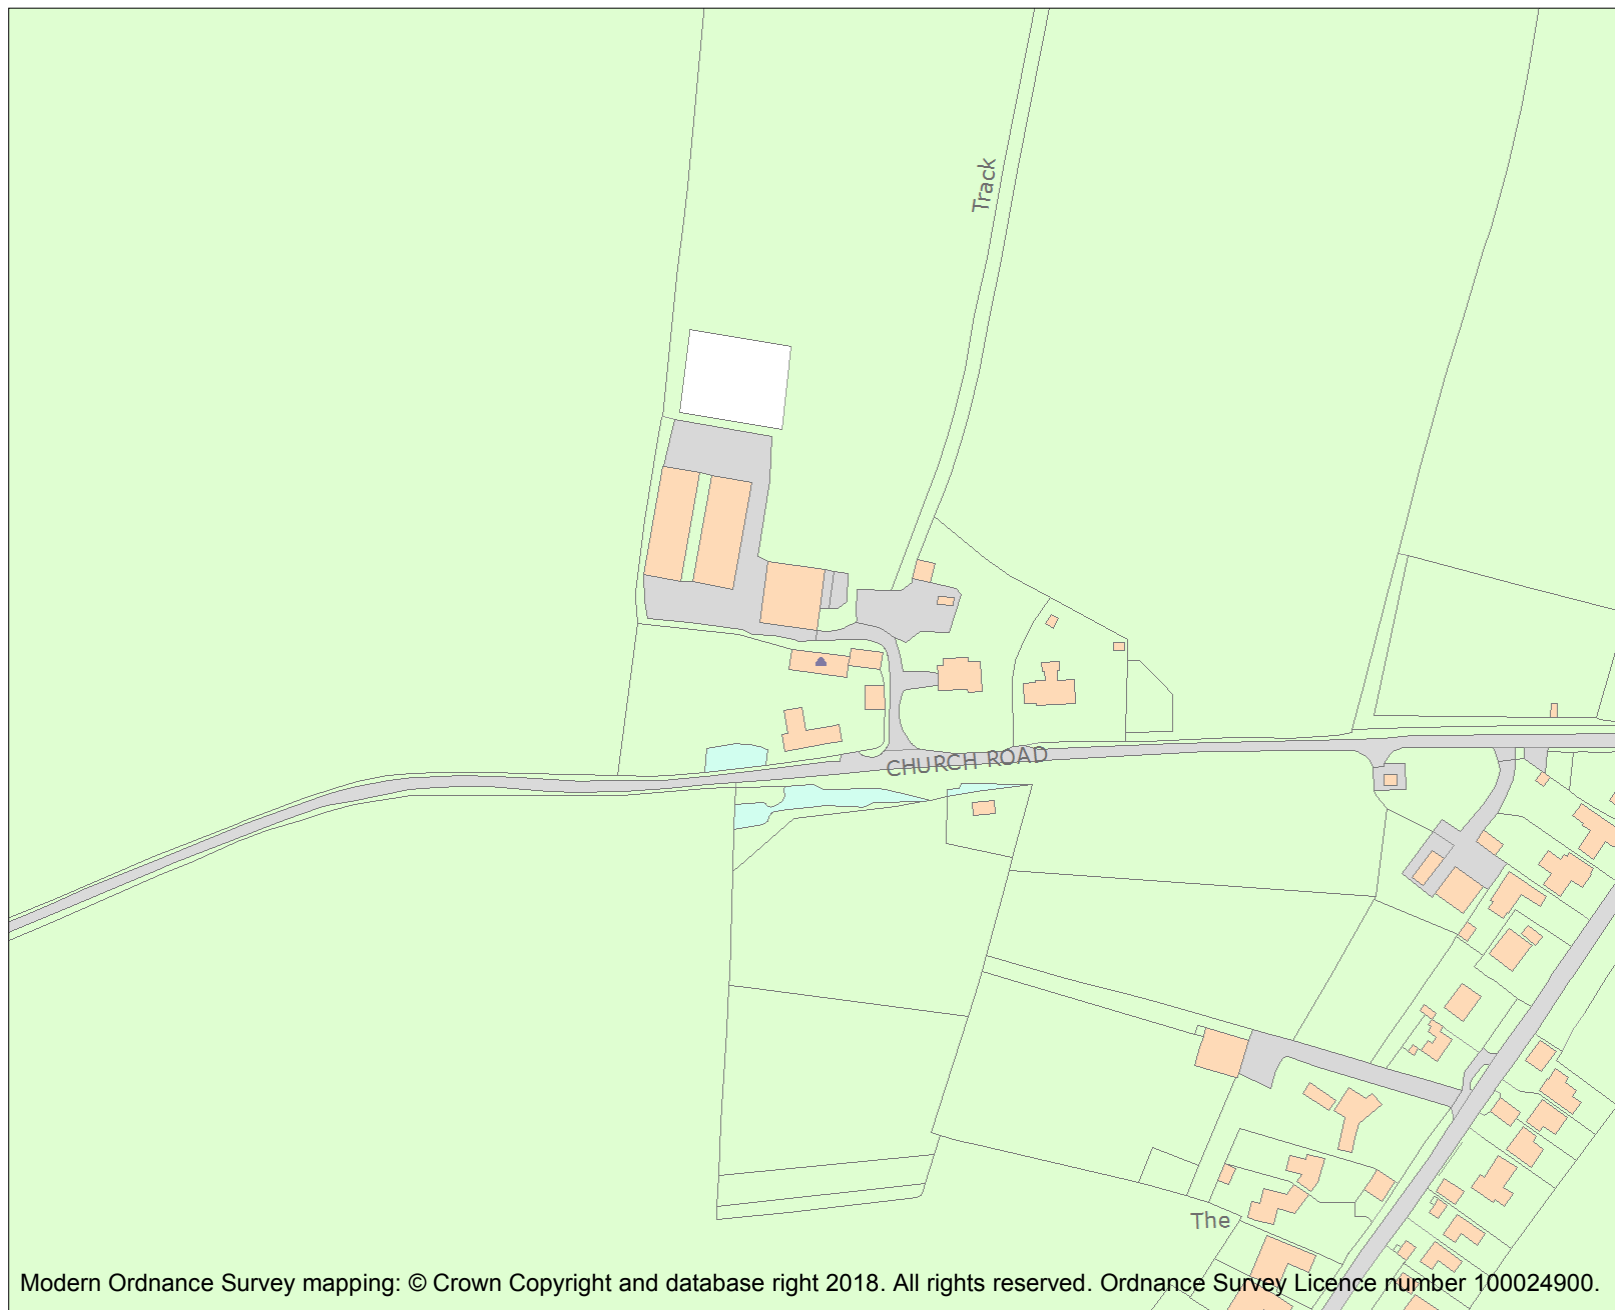 Track
CHURCH ROAD
The
Modern Ordnance Survey mapping: © Crown Copyright and database right 2018. All rights reserved. Ordnance Survey Licence number 100024900.